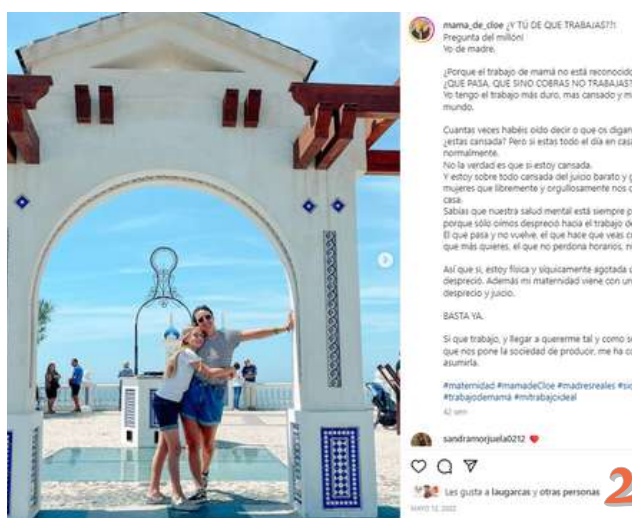 mama_de_cloe ¿Y TÚ DE QUE TRABAJAS??!
Pregunta del millón!
Yo de madre.
¿Porque el trabajo de mamá no está reconocido
¿QUE PASA, QUE SINO COBRAS NO TRABAJAS?
Yo tengo el trabajo más duro, mas cansado y m
mundo.
Cuantas veces habéis oído decir o que os digan
¿estas cansada? Pero si estas todo el día en casa
normalmente.
No la verdad es que si estoy cansada.
Y estoy sobre todo cansada del juicio barato y g
mujeres que libremente y orgullosamente nos
casa.
Sabias que nuestra salud mental está siempre p
porque sólo oímos despreció hacia el trabajo de
El que pasa y no vuelve, el que hace que veas c
que más quieres, el que no perdona horarios, n
Así que si, estoy física y síquicamente agotada
despreció. Además mi maternidad viene con un
desprecio y juicio.
BASTA YA.
Si que trabajo, y llegar a quererme tal y como s
que nos pone la sociedad de producir, me ha co
asumirla.
#maternidad #mamadeCloe #madresreales #sie
#trabajodemamá #mitrabajoideal
42 sem
sandramorjuela0212
Les gusta a laugarcas y otras personas
MAYO 12, 2022
2